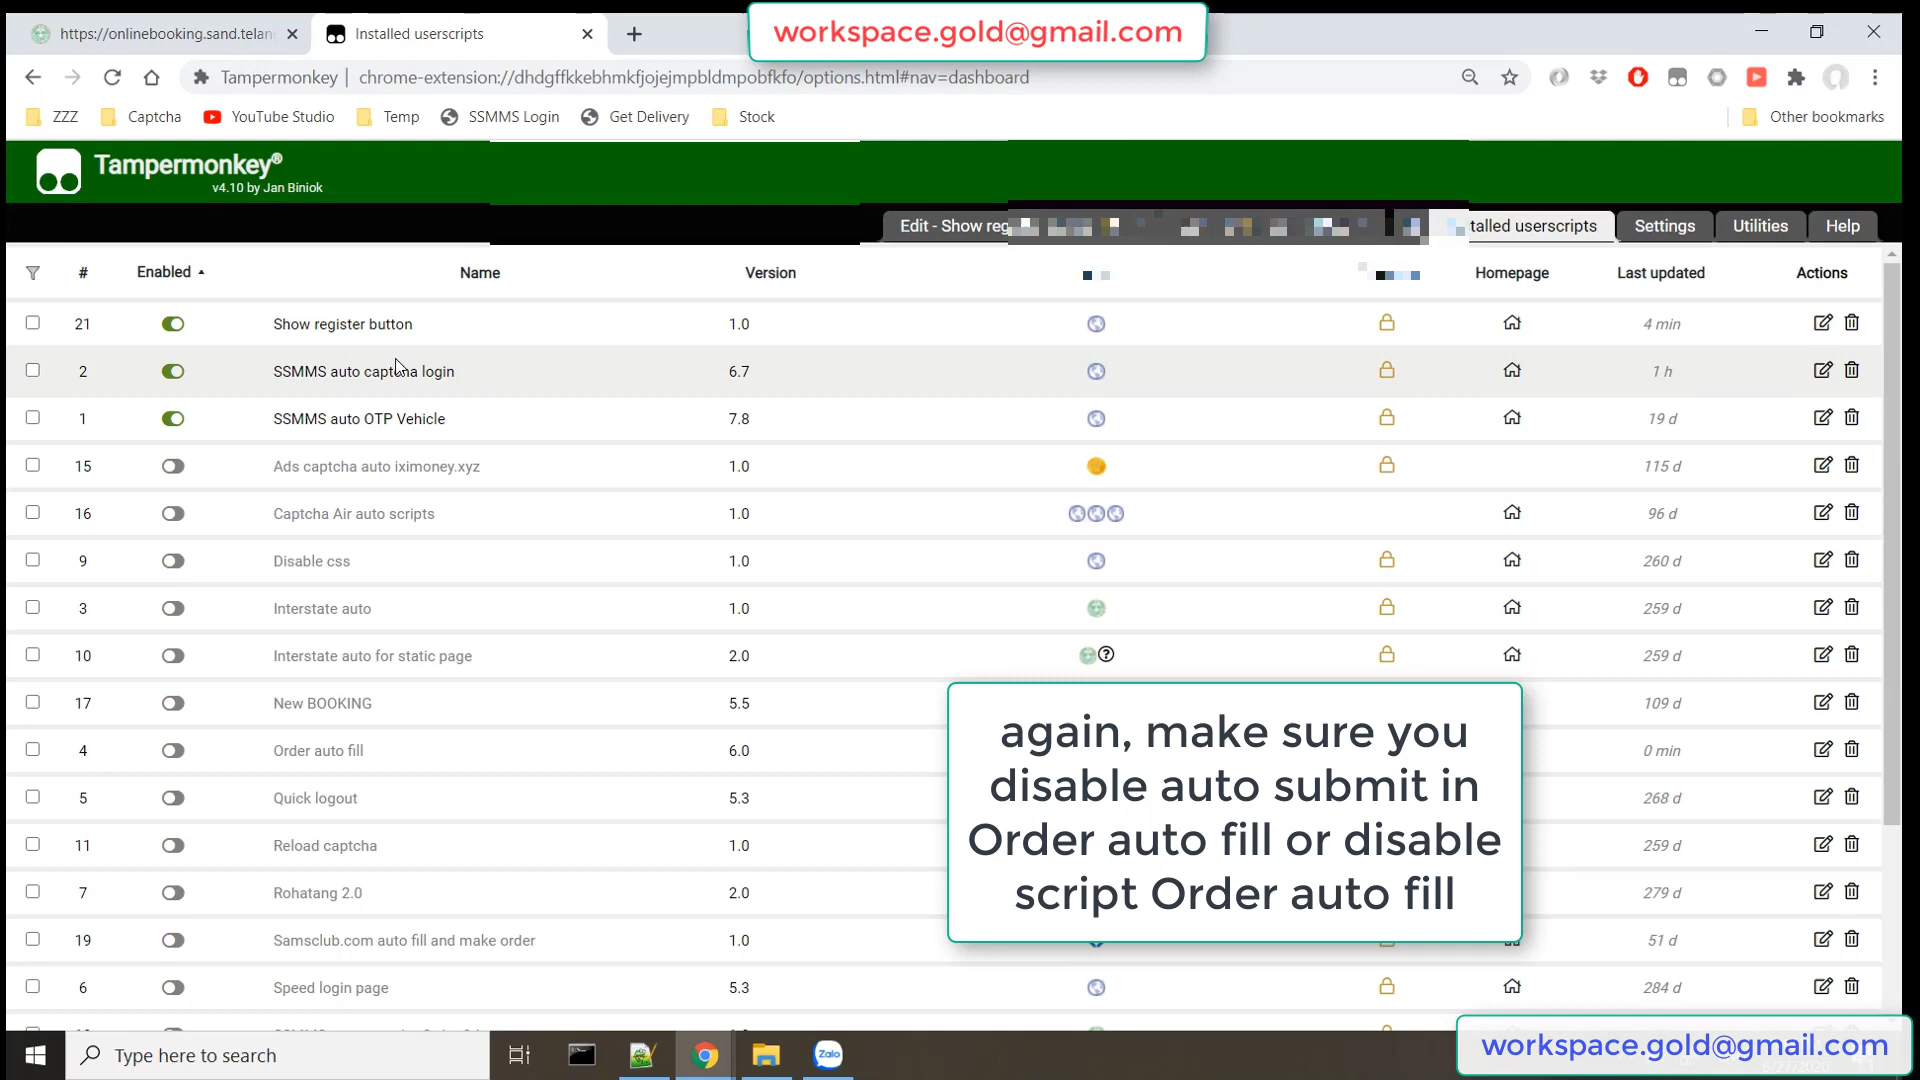 workspace.gold@gmail.com
https://onlinebooking.sand.telan
Installed userscripts
Tampermonkey | chrome-extension://dhdgffkkebhmkfjojejmpbldmpobfkfo/options.html#nav=dashboard
ZZZ Captcha YouTube Studio Temp SSMMS Login Get Delivery Stock Other bookmarks
Tampermonkey®
v4.10 by Jan Biniok
Edit - Show reg talled userscripts Settings Utilities Help
# Enabled Name Version Homepage Last updated Actions
21 Show register button 1.0 4 min
2 SSMMS auto captcha login 6.7 1 h
1 SSMMS auto OTP Vehicle 7.8 19 d
15 Ads captcha auto iximoney.xyz 1.0 115 d
16 Captcha Air auto scripts 1.0 96 d
9 Disable css 1.0 260 d
3 Interstate auto 1.0 259 d
10 Interstate auto for static page 2.0 259 d
17 New BOOKING 5.5 109 d
4 Order auto fill 6.0 0 min
5 Quick logout 5.3 268 d
11 Reload captcha 1.0 259 d
7 Rohatang 2.0 2.0 279 d
19 Samsclub.com auto fill and make order 1.0 51 d
6 Speed login page 5.3 284 d
again, make sure you
disable auto submit in
Order auto fill or disable
script Order auto fill
Type here to search
Zalo
workspace.gold@gmail.com